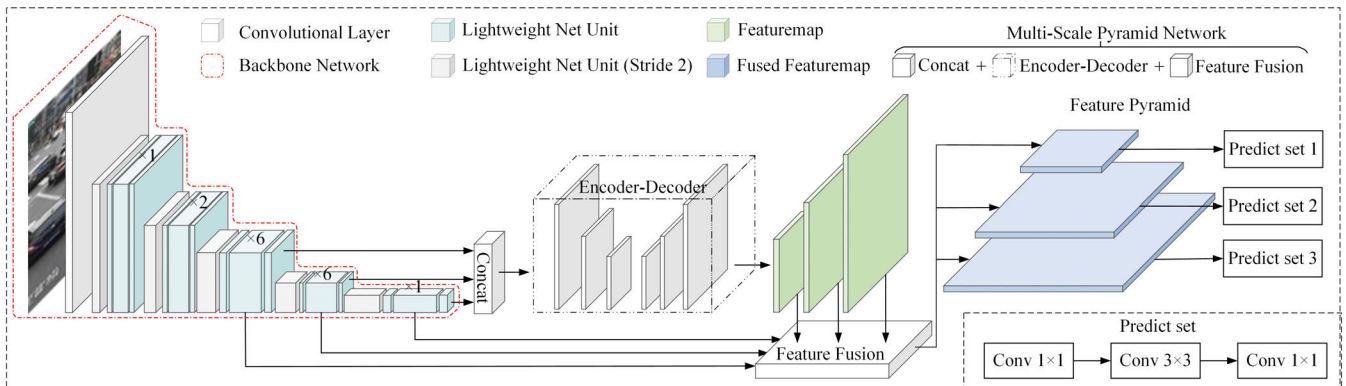 Convolutional Layer
Lightweight Net Unit
Featuremap
Backbone Network
Lightweight Net Unit (Stride 2)
Fused Featuremap
Multi-Scale Pyramid Network
Concat + Encoder-Decoder + Feature Fusion
×1
×2
×6
×6
×1
Concat
Encoder-Decoder
Feature Fusion
Feature Pyramid
Predict set 1
Predict set 2
Predict set 3
Predict set
Conv 1×1
Conv 3×3
Conv 1×1